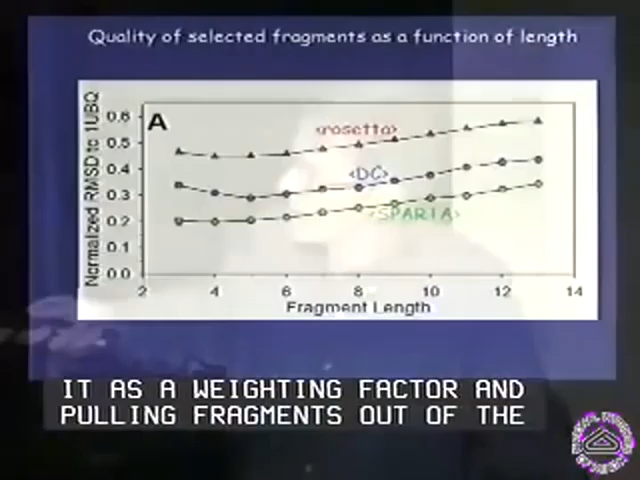 Quality of selected fragments as a function of length
A
Normalized RMSD to 1UBQ
0.6
0.5
0.4
0.3
0.2
0.1
0.0
<rosetta>
<DC>
<SPARTA>
2 4 6 8 10 12 14
Fragment Length
IT AS A WEIGHTING FACTOR AND
PULLING FRAGMENTS OUT OF THE